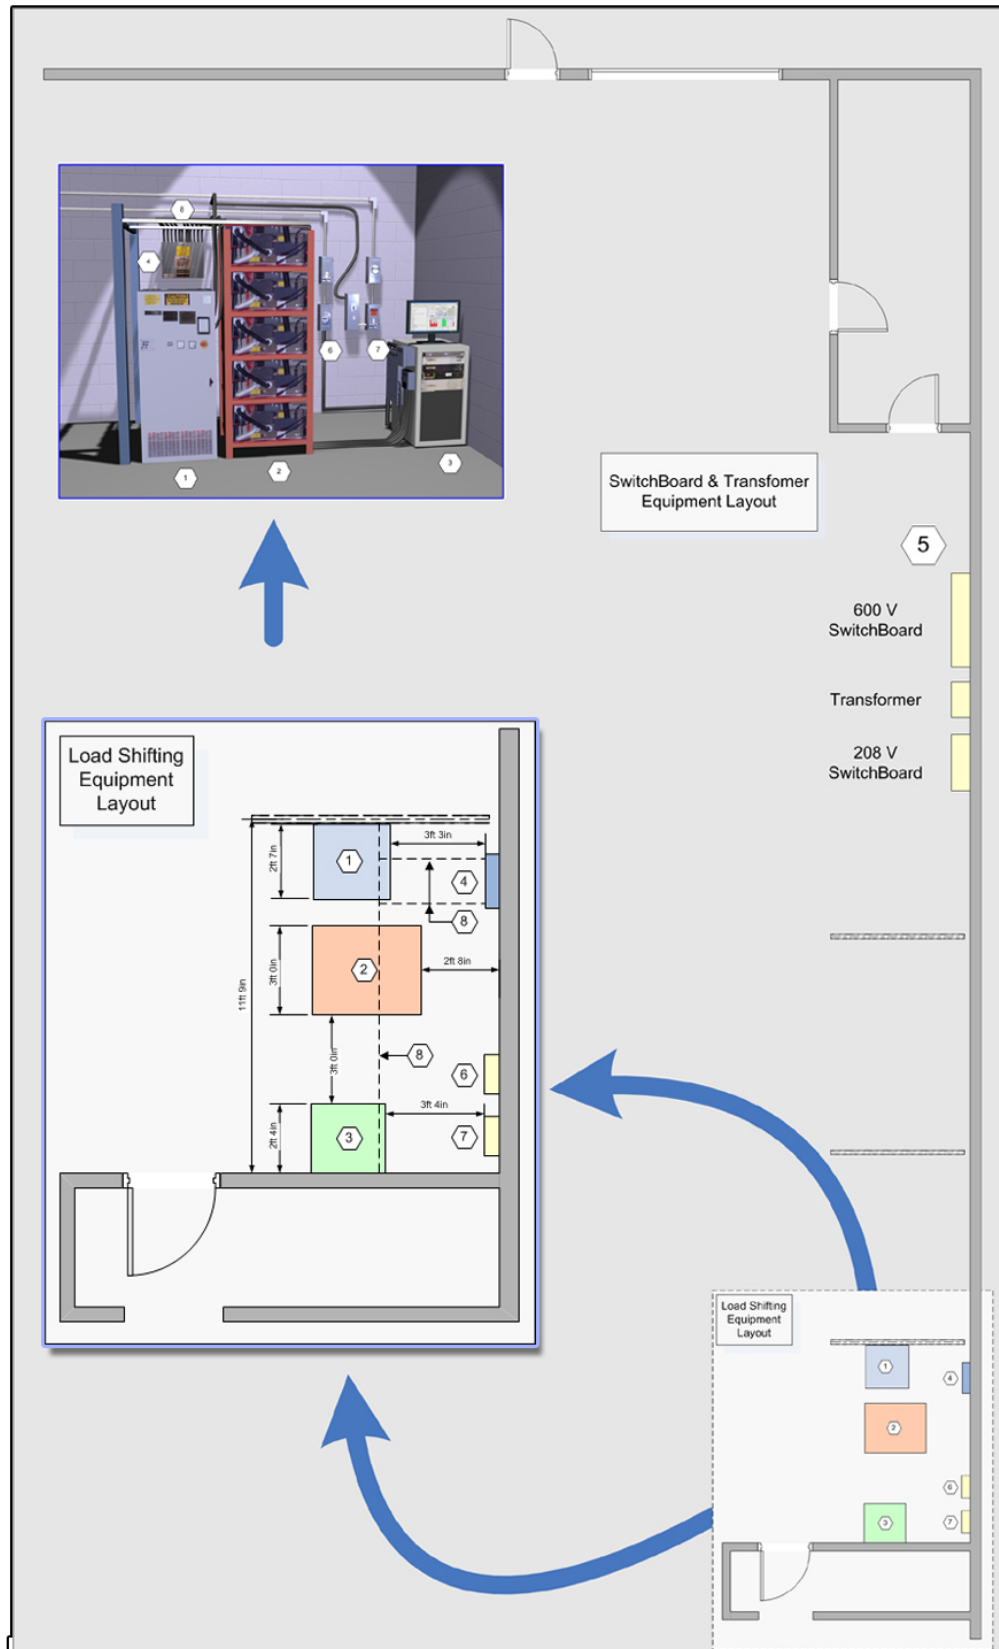 8
4
6
7
1
2
3
SwitchBoard & Transfomer
Equipment Layout
5
600 V
SwitchBoard
Transformer
208 V
SwitchBoard
Load Shifting
Equipment
Layout
3ft 3in
2ft 7in
1
4
8
2
2ft 8in
3ft 0in
11ft 9in
8
3ft 0in
6
3ft 4in
2ft 4in
3
7
Load Shifting
Equipment
Layout
1
4
2
6
3
7